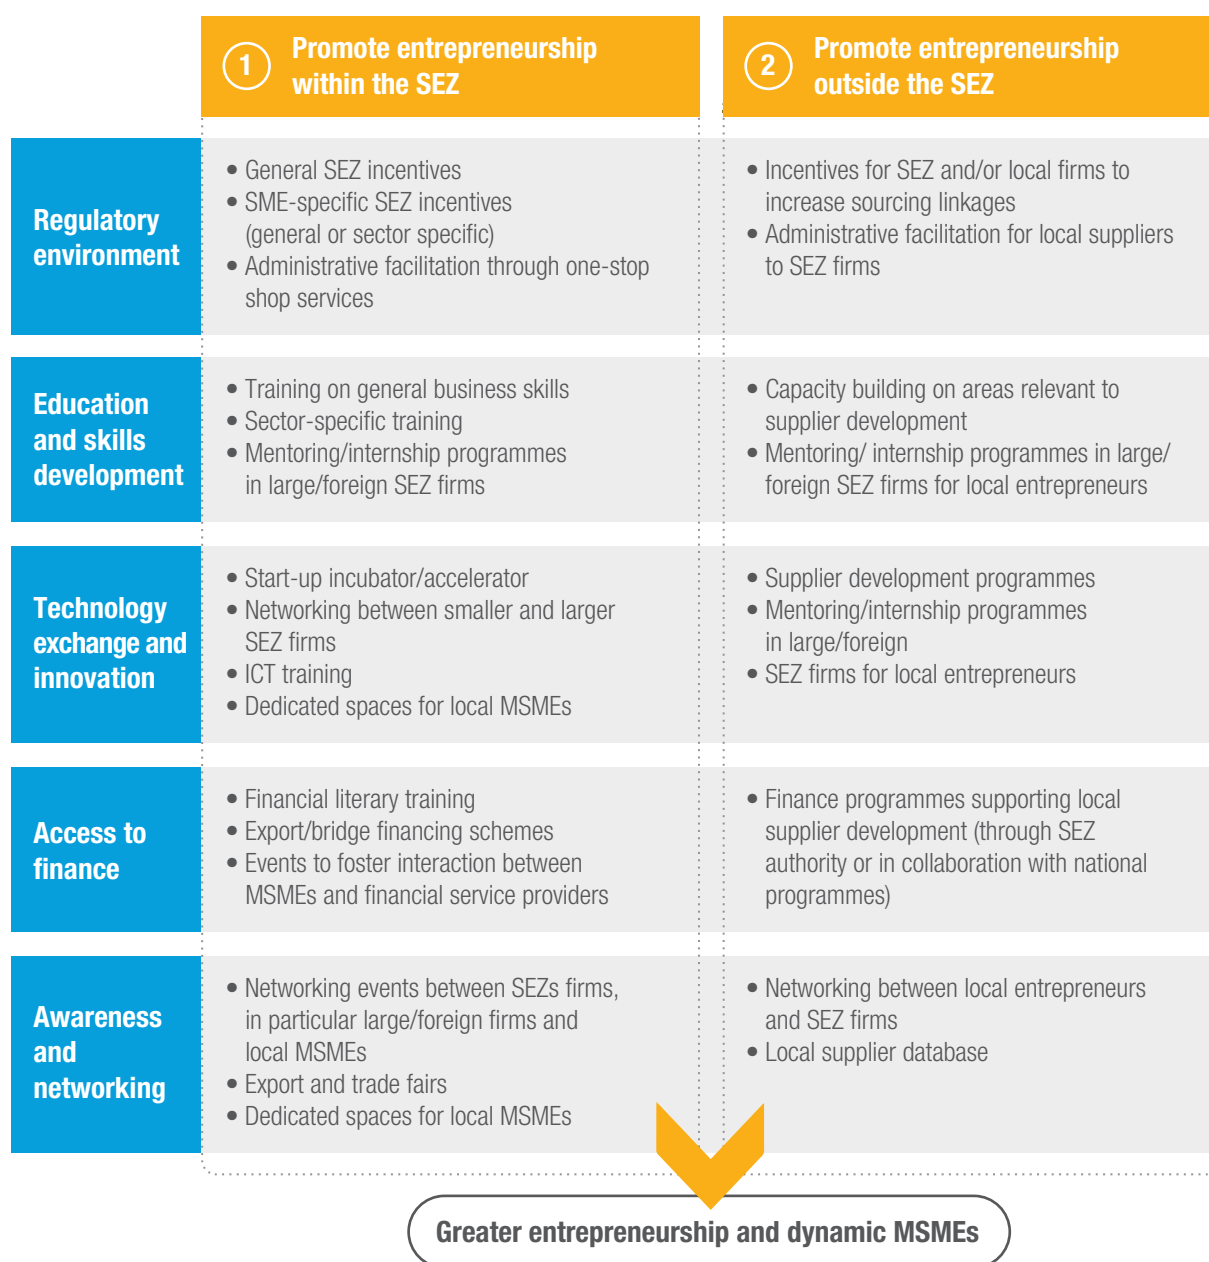 1
Promote entrepreneurship
within the SEZ
2
Promote entrepreneurship
outside the SEZ
Regulatory
environment
• General SEZ incentives
• SME-specific SEZ incentives
(general or sector specific)
• Administrative facilitation through one-stop
shop services
• Incentives for SEZ and/or local firms to
increase sourcing linkages
• Administrative facilitation for local suppliers
to SEZ firms
Education
and skills
development
• Training on general business skills
• Sector-specific training
• Mentoring/internship programmes
in large/foreign SEZ firms
• Capacity building on areas relevant to
supplier development
• Mentoring/ internship programmes in large/
foreign SEZ firms for local entrepreneurs
Technology
exchange and
innovation
• Start-up incubator/accelerator
• Networking between smaller and larger
SEZ firms
• ICT training
• Dedicated spaces for local MSMEs
• Supplier development programmes
• Mentoring/internship programmes
in large/foreign
• SEZ firms for local entrepreneurs
Access to
finance
• Financial literary training
• Export/bridge financing schemes
• Events to foster interaction between
MSMEs and financial service providers
• Finance programmes supporting local
supplier development (through SEZ
authority or in collaboration with national
programmes)
Awareness
and
networking
• Networking events between SEZs firms,
in particular large/foreign firms and
local MSMEs
• Export and trade fairs
• Dedicated spaces for local MSMEs
• Networking between local entrepreneurs
and SEZ firms
• Local supplier database
Greater entrepreneurship and dynamic MSMEs